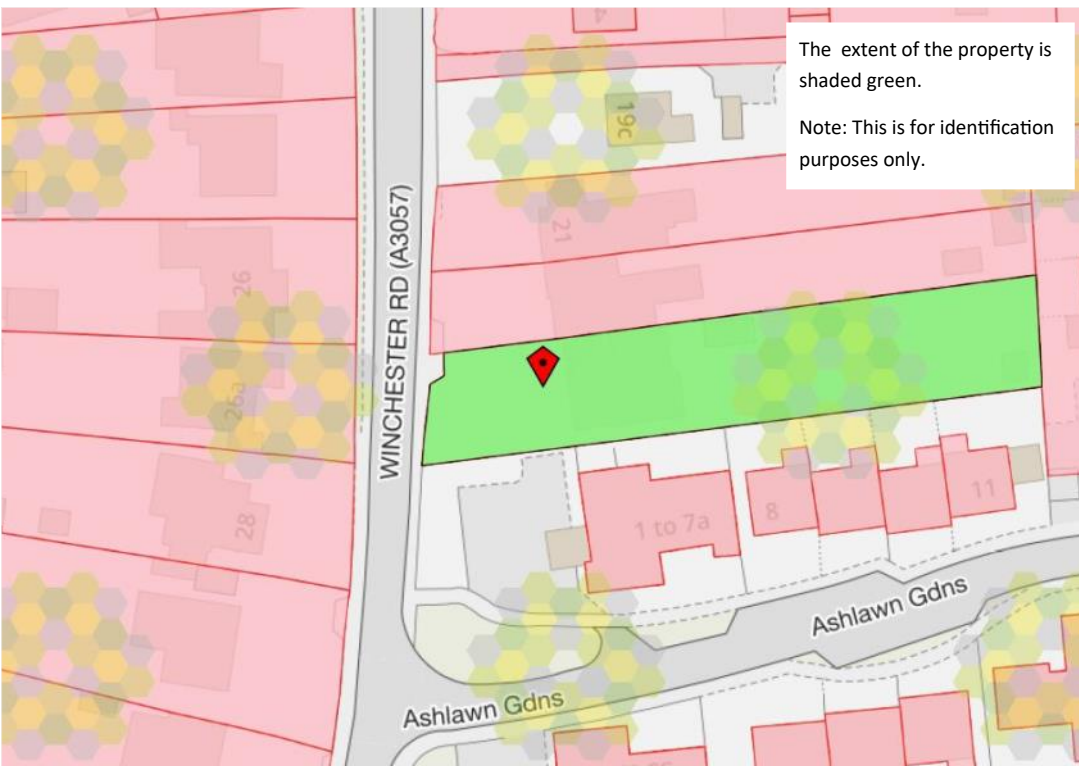 The extent of the property is
shaded green.
Note: This is for identification
purposes only.
19c
21
WINCHESTER RD (A3057)
26
26a
28
1 to 7a
8
11
Ashlawn Gdns
Ashlawn Gdns